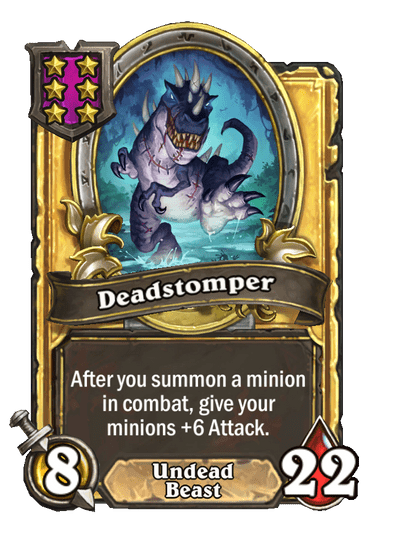 Deadstomper
After you summon a minion
in combat, give your
minions +6 Attack.
8
Undead
Beast
22